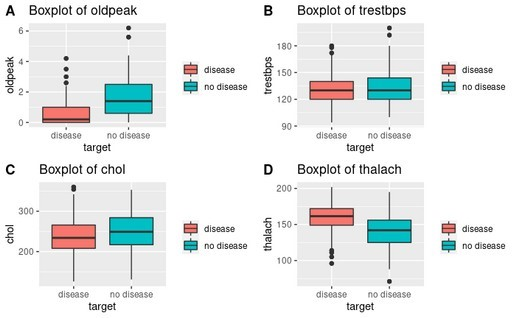 A Boxplot of oldpeak
6
4
2
0
oldpeak
disease no disease
target
disease
no disease
B Boxplot of trestbps
180
150
120
90
trestbps
disease no disease
target
disease
no disease
C Boxplot of chol
300
200
chol
disease no disease
target
disease
no disease
D Boxplot of thalach
200
150
100
thalach
disease no disease
target
disease
no disease